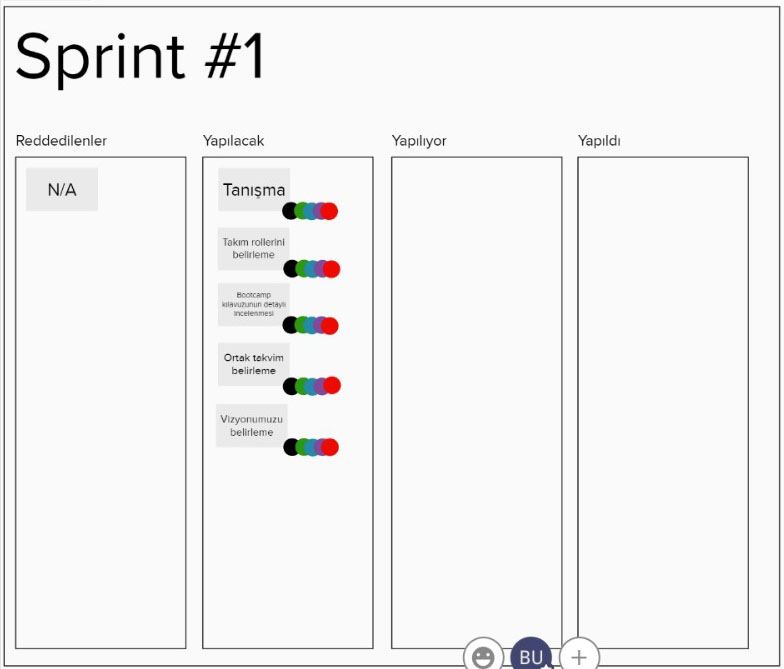 Sprint #1
Reddedilenler
Yapılacak
Yapılıyor
Yapıldı
N/A
Tanışma
Takım rollerini
belirleme
Bootcamp
kılavuzunun detaylı
incelenmesi
Ortak takvim
belirleme
Vizyonumuzu
belirleme
BU
+